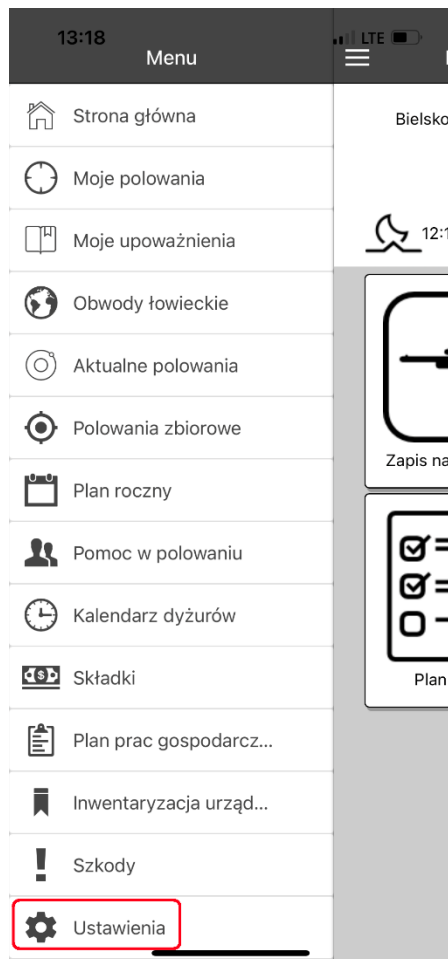 13:18
LTE
Menu
Strona główna
Moje polowania
Moje upoważnienia
Obwody łowieckie
Aktualne polowania
Polowania zbiorowe
Plan roczny
Pomoc w polowaniu
Kalendarz dyżurów
Składki
Plan prac gospodarcz...
Inwentaryzacja urząd...
Szkody
Ustawienia
Bielsko
12:1
Zapis na
Plan